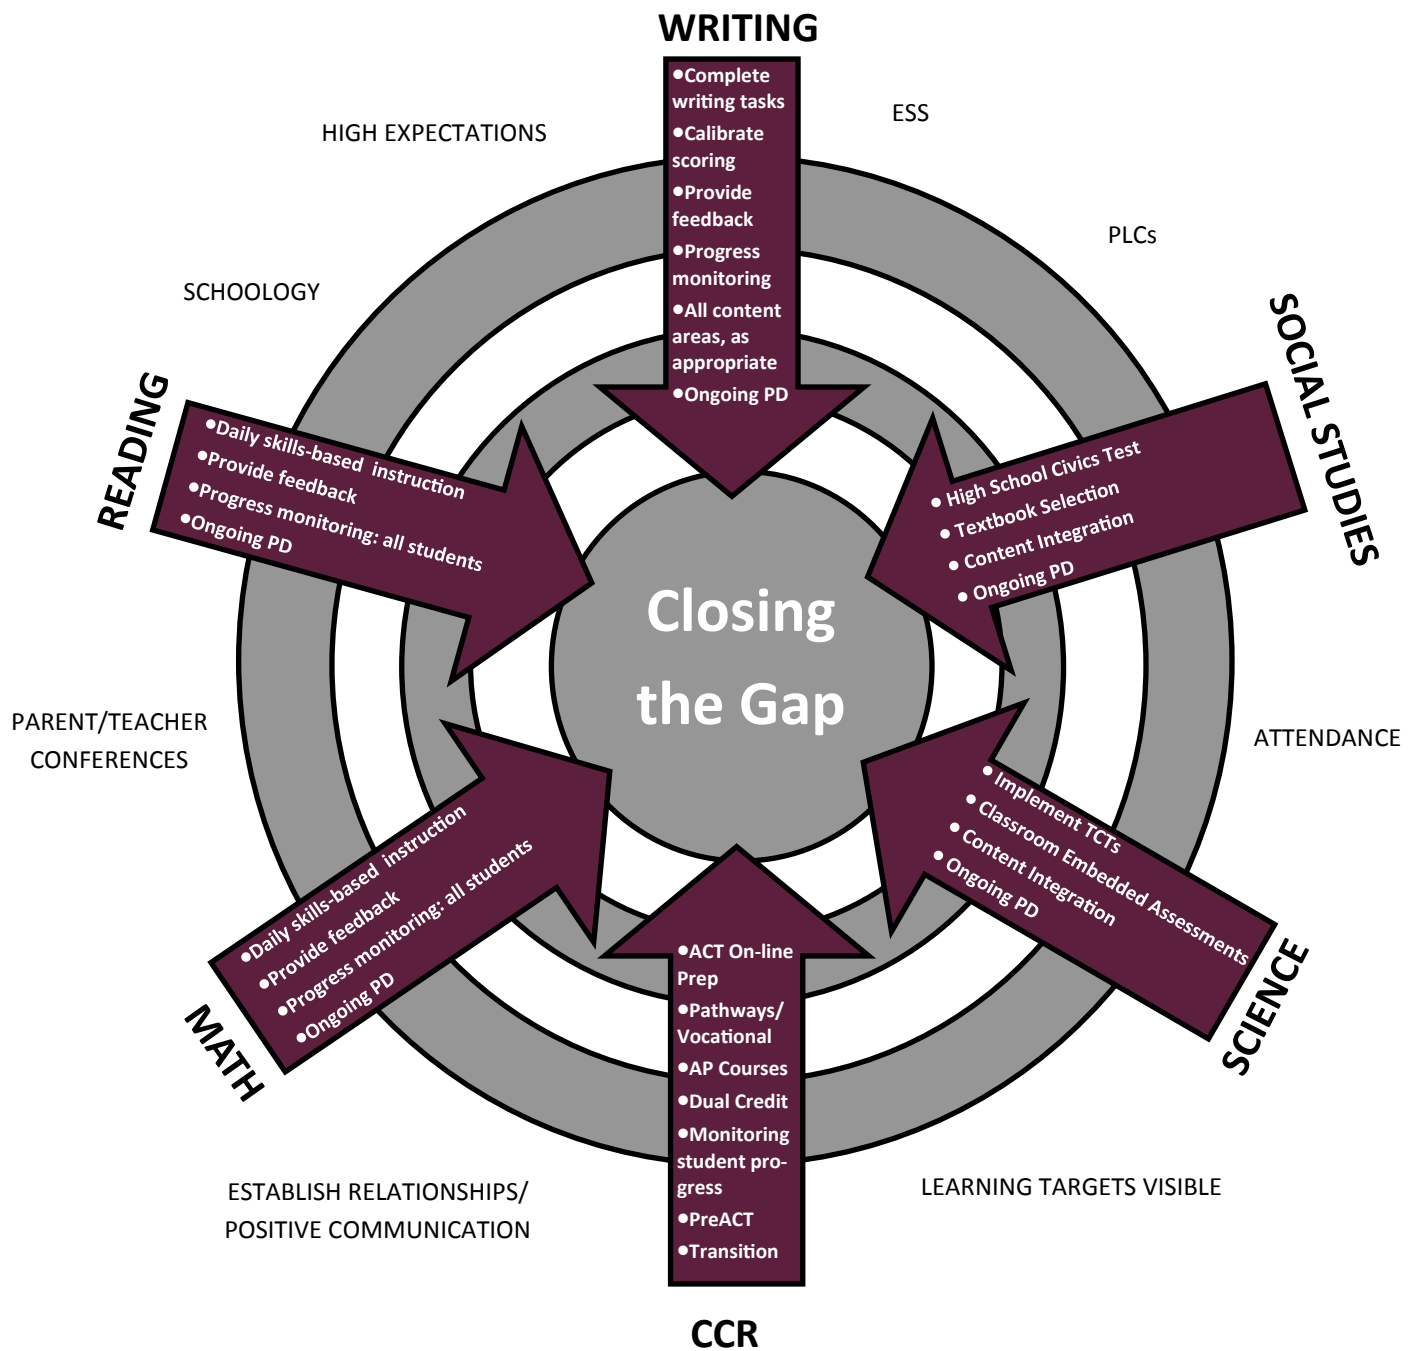 WRITING
•Complete
writing tasks
•Calibrate
scoring
•Provide
feedback
•Progress
monitoring
•All content
areas, as
appropriate
•Ongoing PD
HIGH EXPECTATIONS
ESS
PLCs
SCHOOLOGY
READING
•Daily skills-based instruction
•Provide feedback
•Progress monitoring: all students
•Ongoing PD
SOCIAL STUDIES
• High School Civics Test
• Textbook Selection
• Content Integration
• Ongoing PD
Closing
the Gap
PARENT/TEACHER
CONFERENCES
ATTENDANCE
MATH
•Daily skills-based instruction
•Provide feedback
•Progress monitoring: all students
•Ongoing PD
SCIENCE
• Implement TCTs
• Classroom Embedded Assessments
• Content Integration
• Ongoing PD
•ACT On-line
Prep
•Pathways/
Vocational
•AP Courses
•Dual Credit
•Monitoring
student pro-
gress
•PreACT
•Transition
CCR
ESTABLISH RELATIONSHIPS/
POSITIVE COMMUNICATION
LEARNING TARGETS VISIBLE